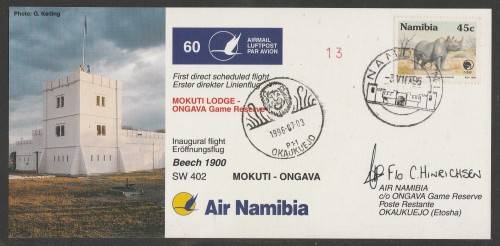 Photo: G. Keiling
60
AIRMAIL
LUFTPOST
PAR AVION
13
Namibia
45c
First direct scheduled flight
Erster direkter Linienflug
MOKUTI LODGE -
ONGAVA Game Reserve
NAMUTONI
1996-07-03
P>I
OKAUKUEJO
Inaugural flight
Eröffnungsflug
Beech 1900
SW 402
MOKUTI - ONGAVA
Air Namibia
F/O C HINRICHSEN
AIR NAMIBIA
c/o ONGAVA Game Reserve
Poste Restante
OKAUKUEJO (Etosha)